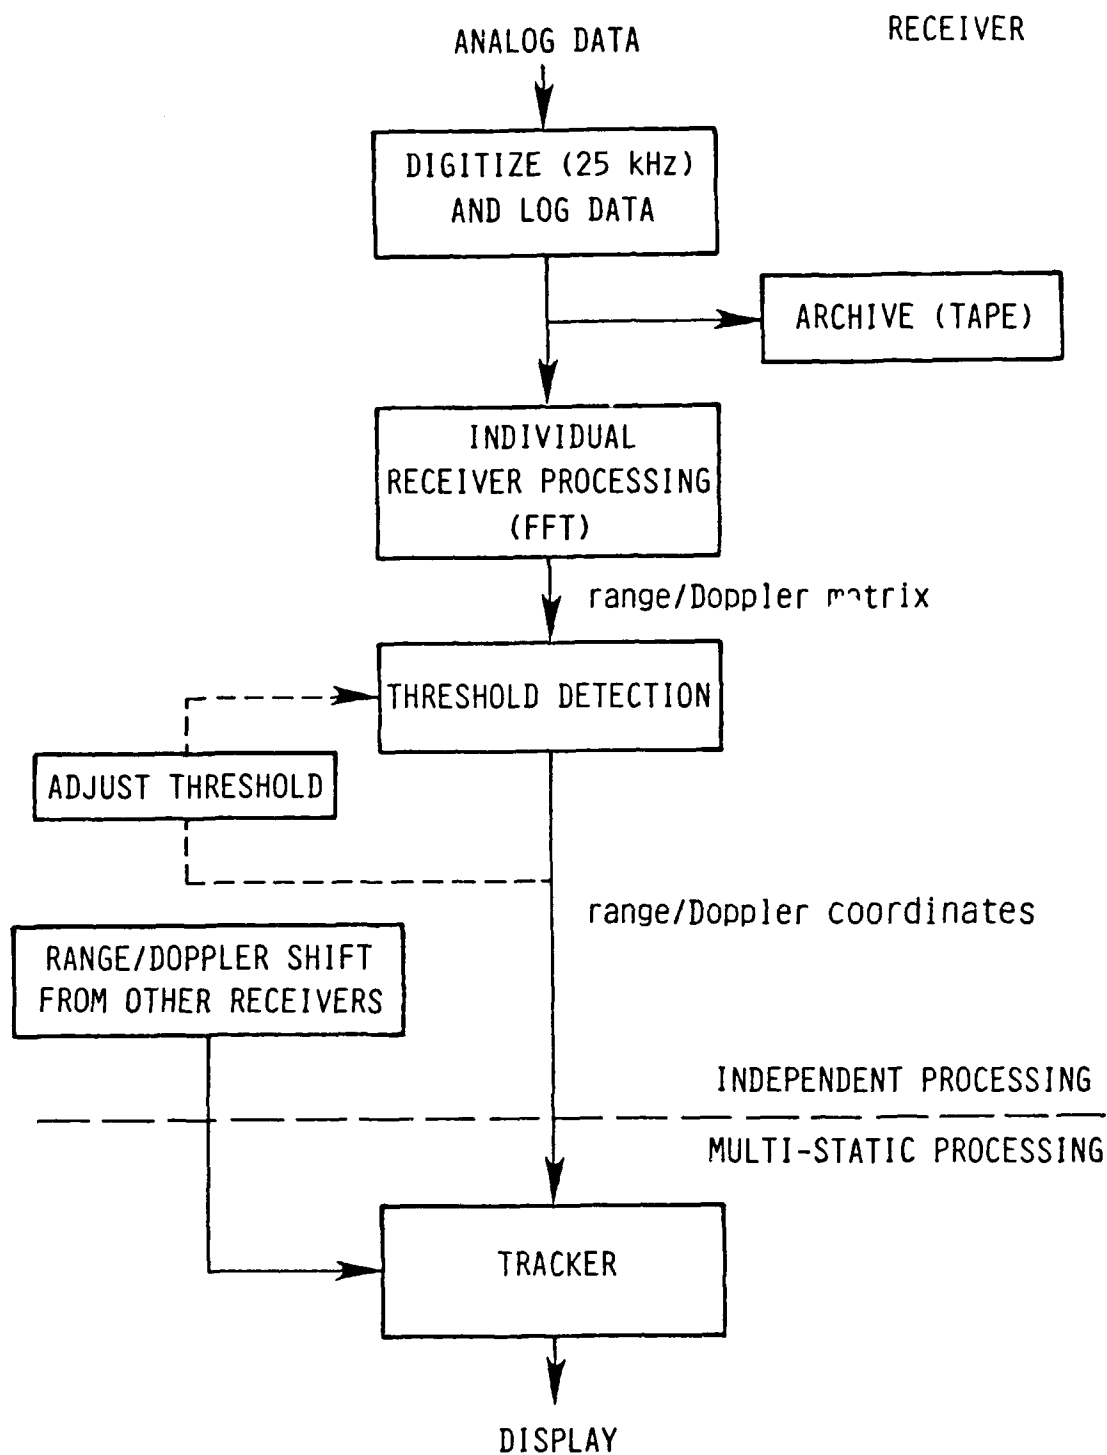 RECEIVER
ANALOG DATA
DIGITIZE (25 kHz)
AND LOG DATA
ARCHIVE (TAPE)
INDIVIDUAL
RECEIVER PROCESSING
(FFT)
range/Doppler matrix
THRESHOLD DETECTION
ADJUST THRESHOLD
range/Doppler coordinates
RANGE/DOPPLER SHIFT
FROM OTHER RECEIVERS
INDEPENDENT PROCESSING
MULTI-STATIC PROCESSING
TRACKER
DISPLAY